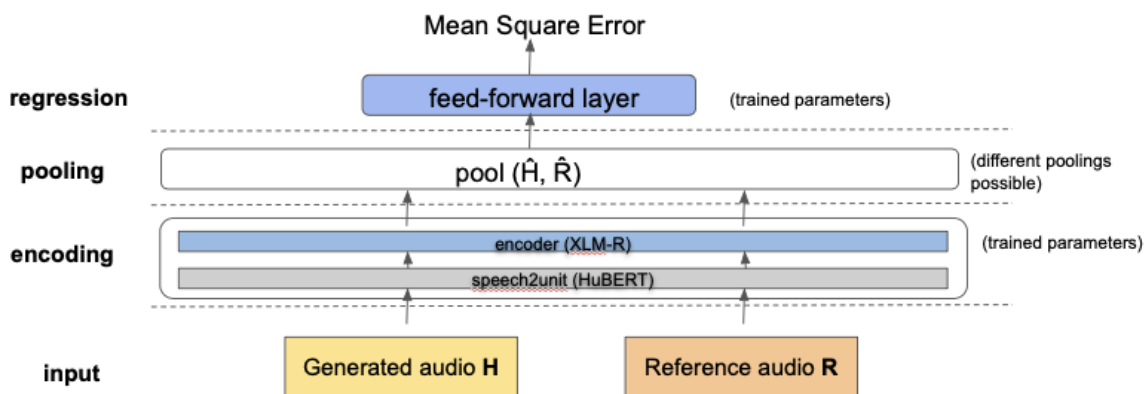 Mean Square Error
regression
feed-forward layer
(trained parameters)
pooling
pool (Ĥ, R̂)
(different poolings
possible)
encoding
encoder (XLM-R)
(trained parameters)
speech2unit (HuBERT)
input
Generated audio H
Reference audio R